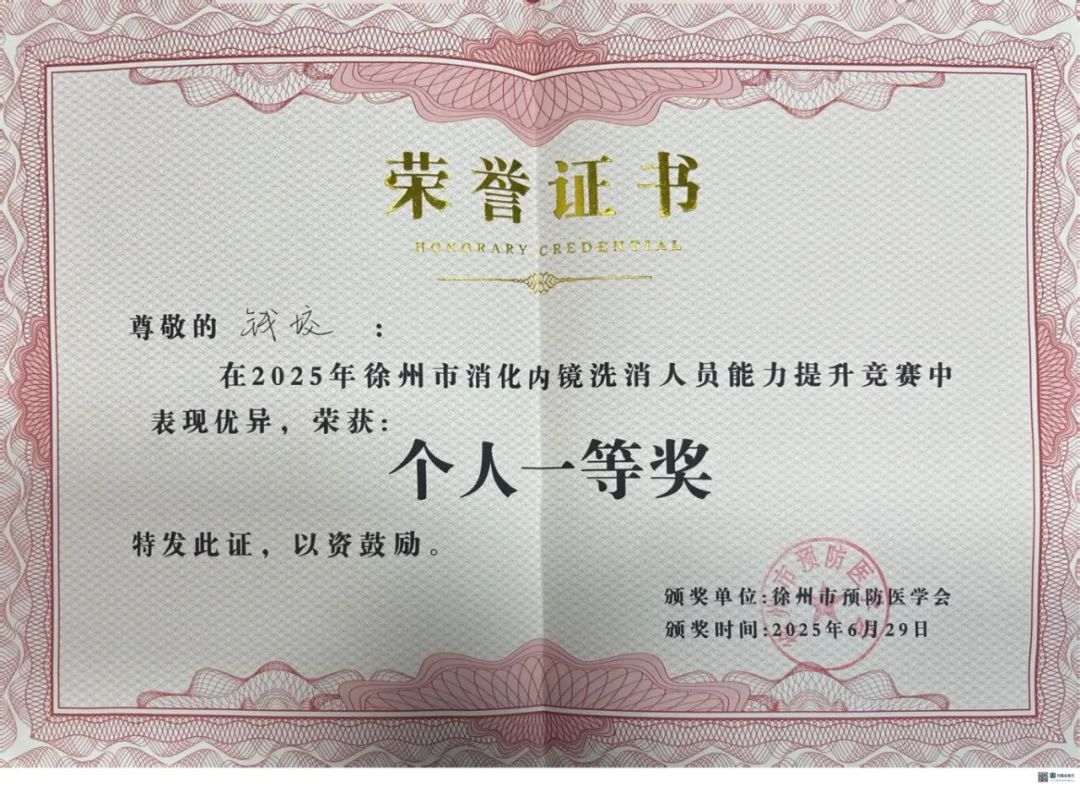 荣誉证书
HONORARY CREDENTIAL
尊敬的 钱姣 :
在2025年徐州市消化内镜洗消人员能力提升竞赛中
表现优异，荣获:
个人一等奖
特发此证，以资鼓励。
颁奖单位:徐州市预防医学会
颁奖时间:2025年6月29日